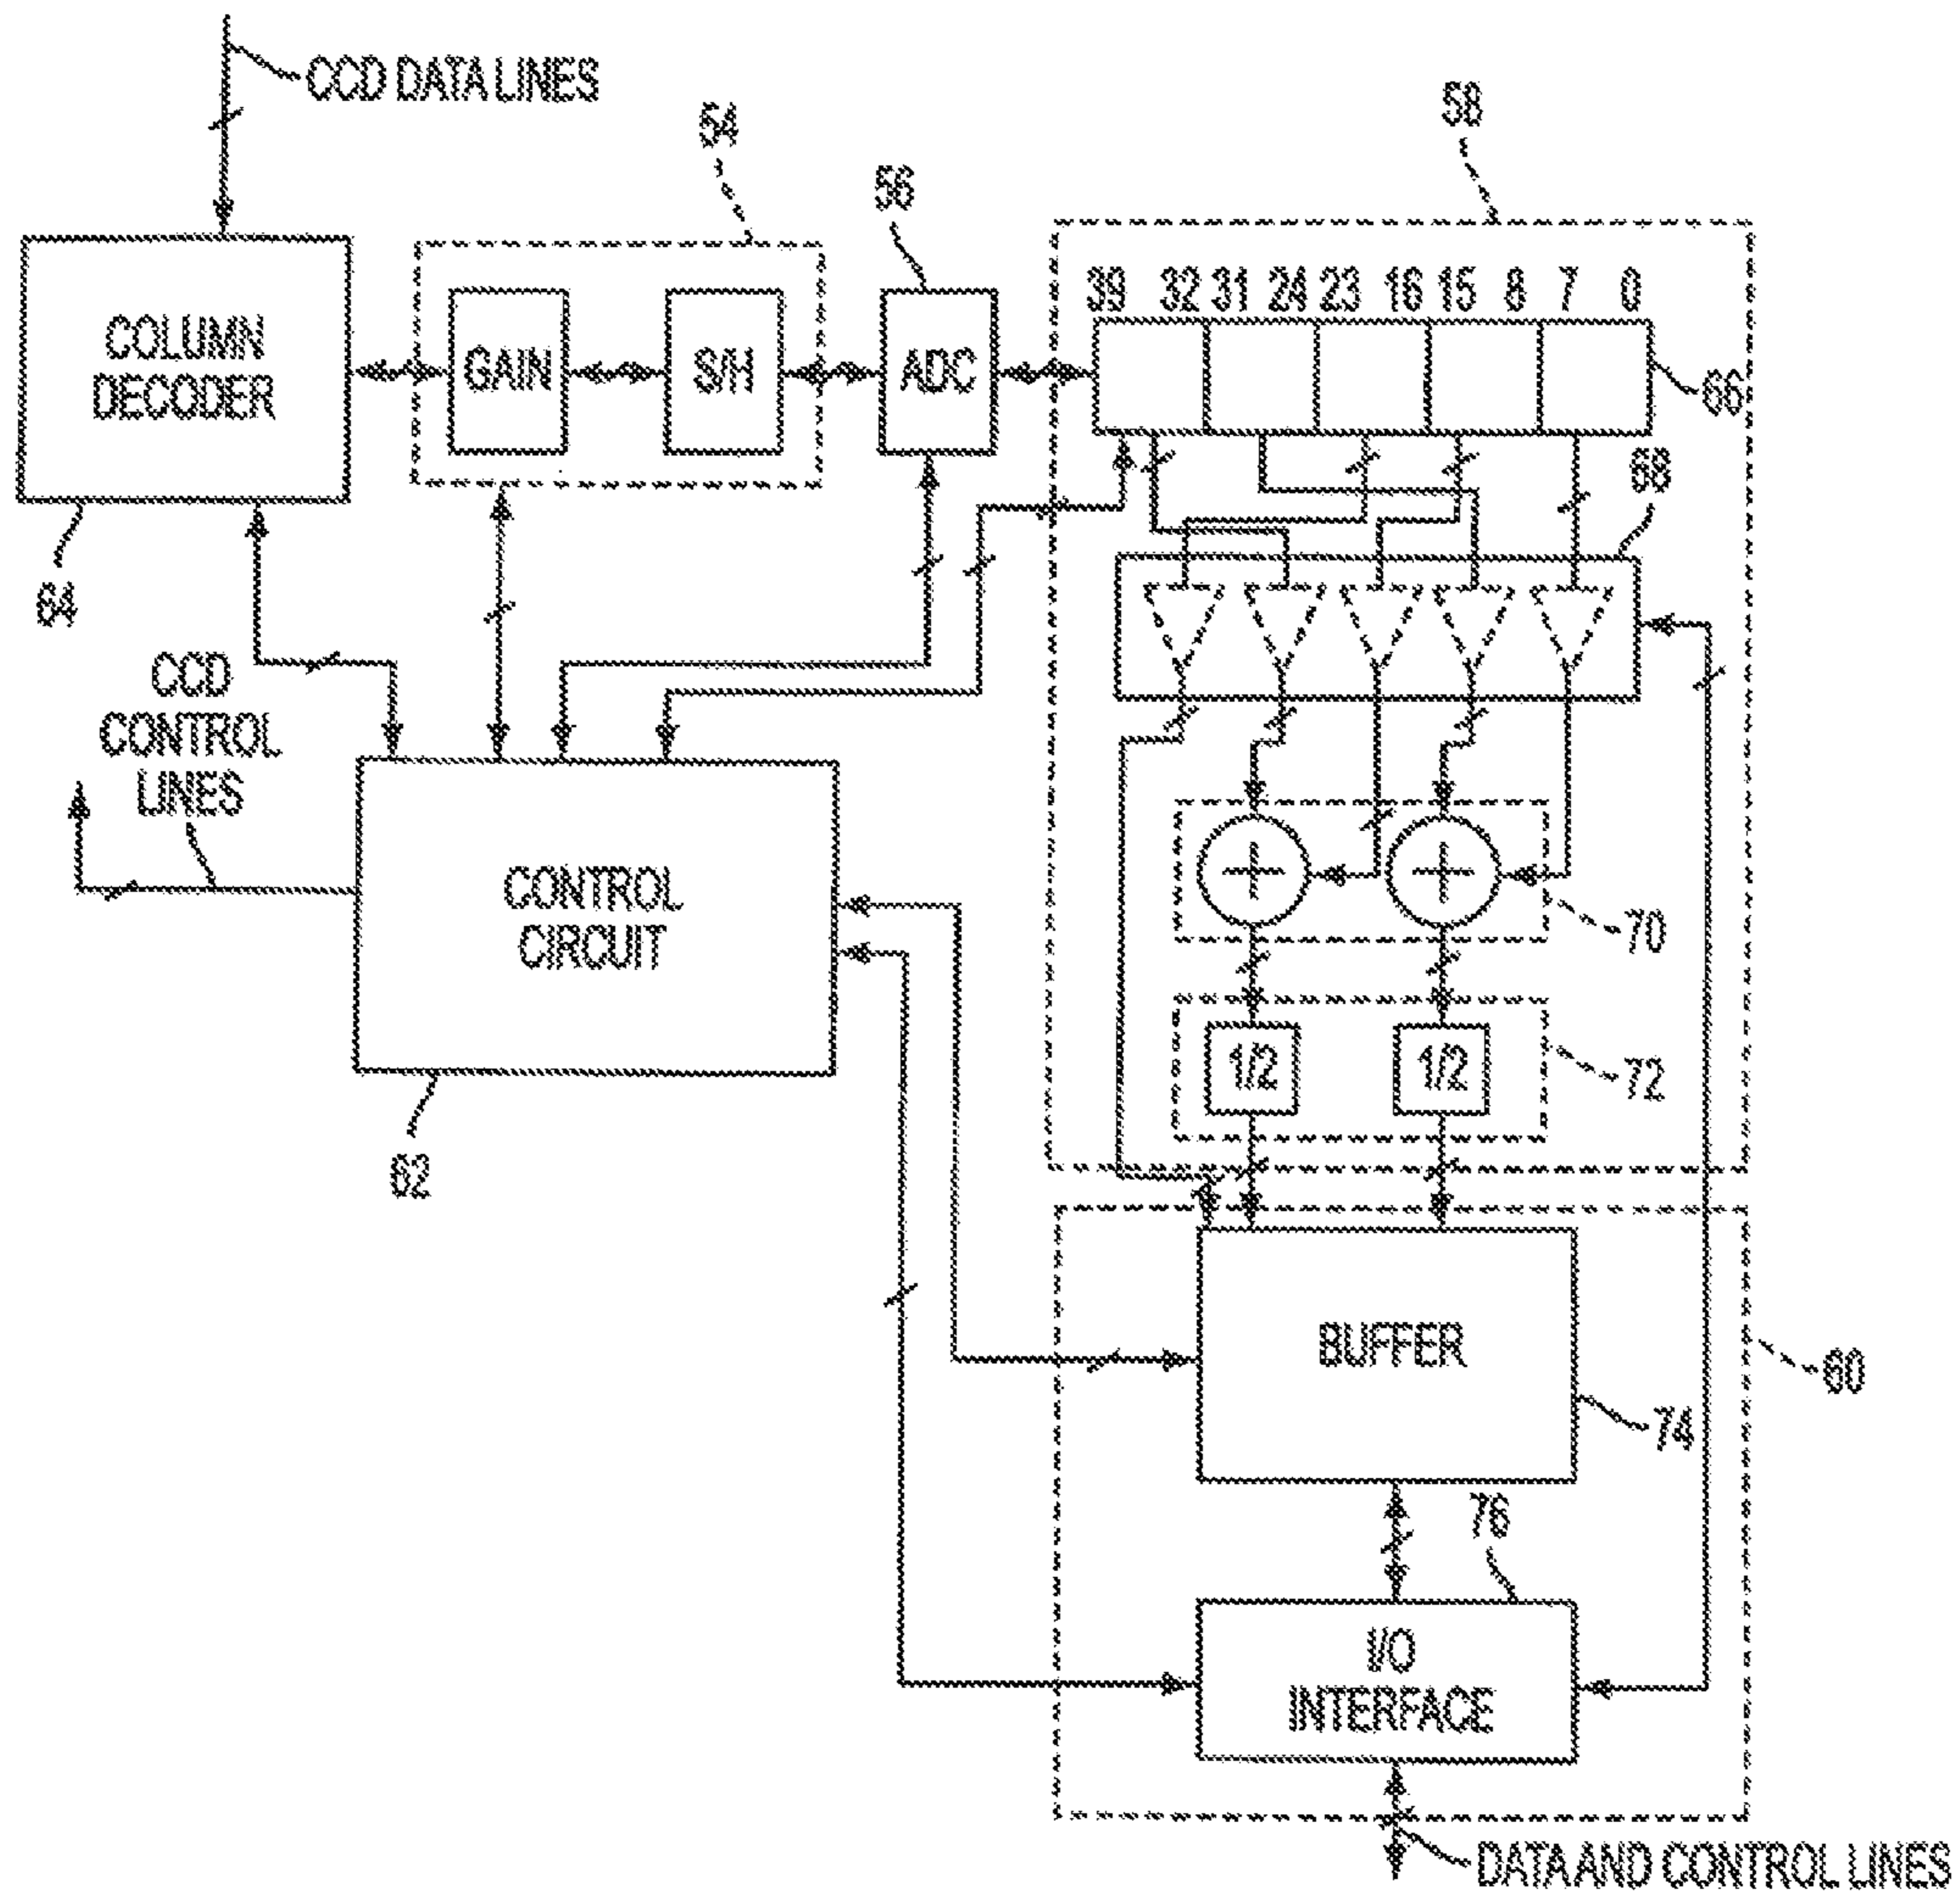 CCD DATA LINES
54
56
58
39 32 31 24 23 16 15 8 7 0
COLUMN
DECODER
GAIN
S/H
ADC
66
68
64
CCD
CONTROL
LINES
CONTROL
CIRCUIT
70
1/2
1/2
72
62
BUFFER
60
74
76
I/O
INTERFACE
DATA AND CONTROL LINES